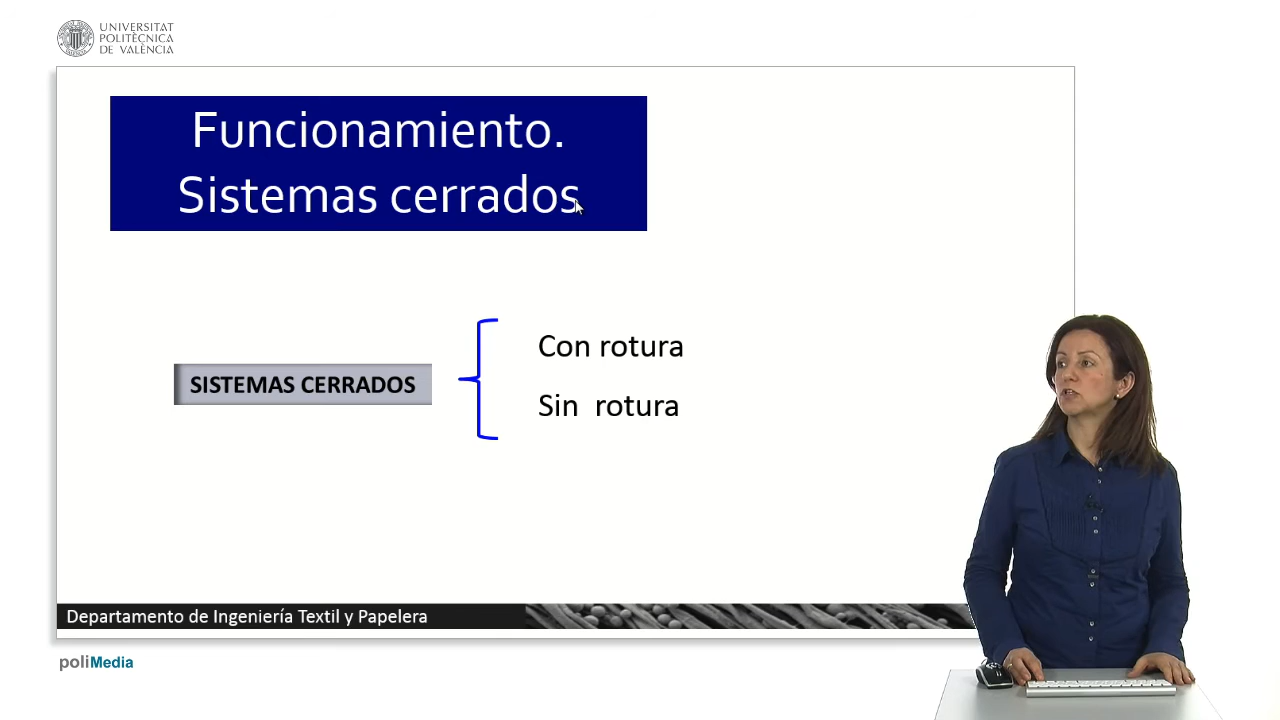 UNIVERSITAT
POLITÈCNICA
DE VALÈNCIA
Funcionamiento.
Sistemas cerrados
SISTEMAS CERRADOS
Con rotura
Sin rotura
Departamento de Ingeniería Textil y Papelera
poliMedia